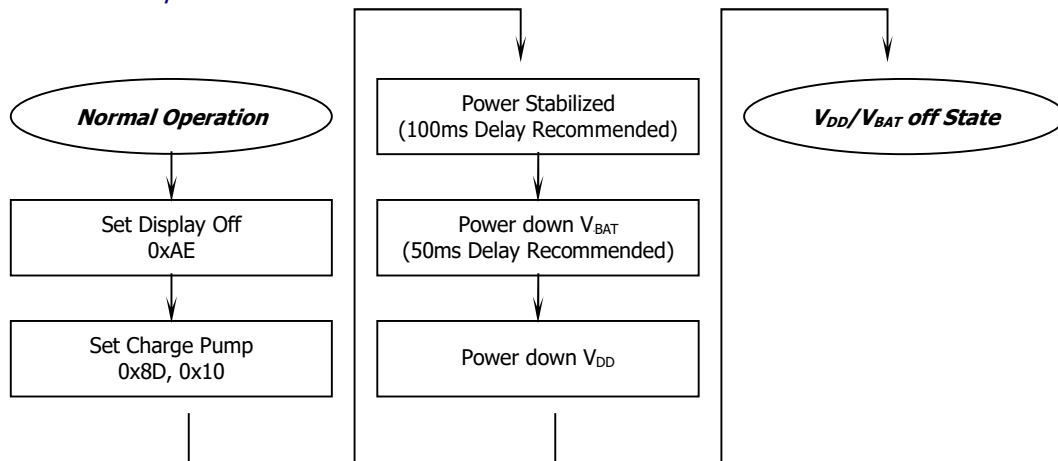 Normal Operation
Set Display Off
0xAE
Set Charge Pump
0x8D, 0x10
Power Stabilized
(100ms Delay Recommended)
Power down VBAT
(50ms Delay Recommended)
Power down VDD
VDD/VBAT off State